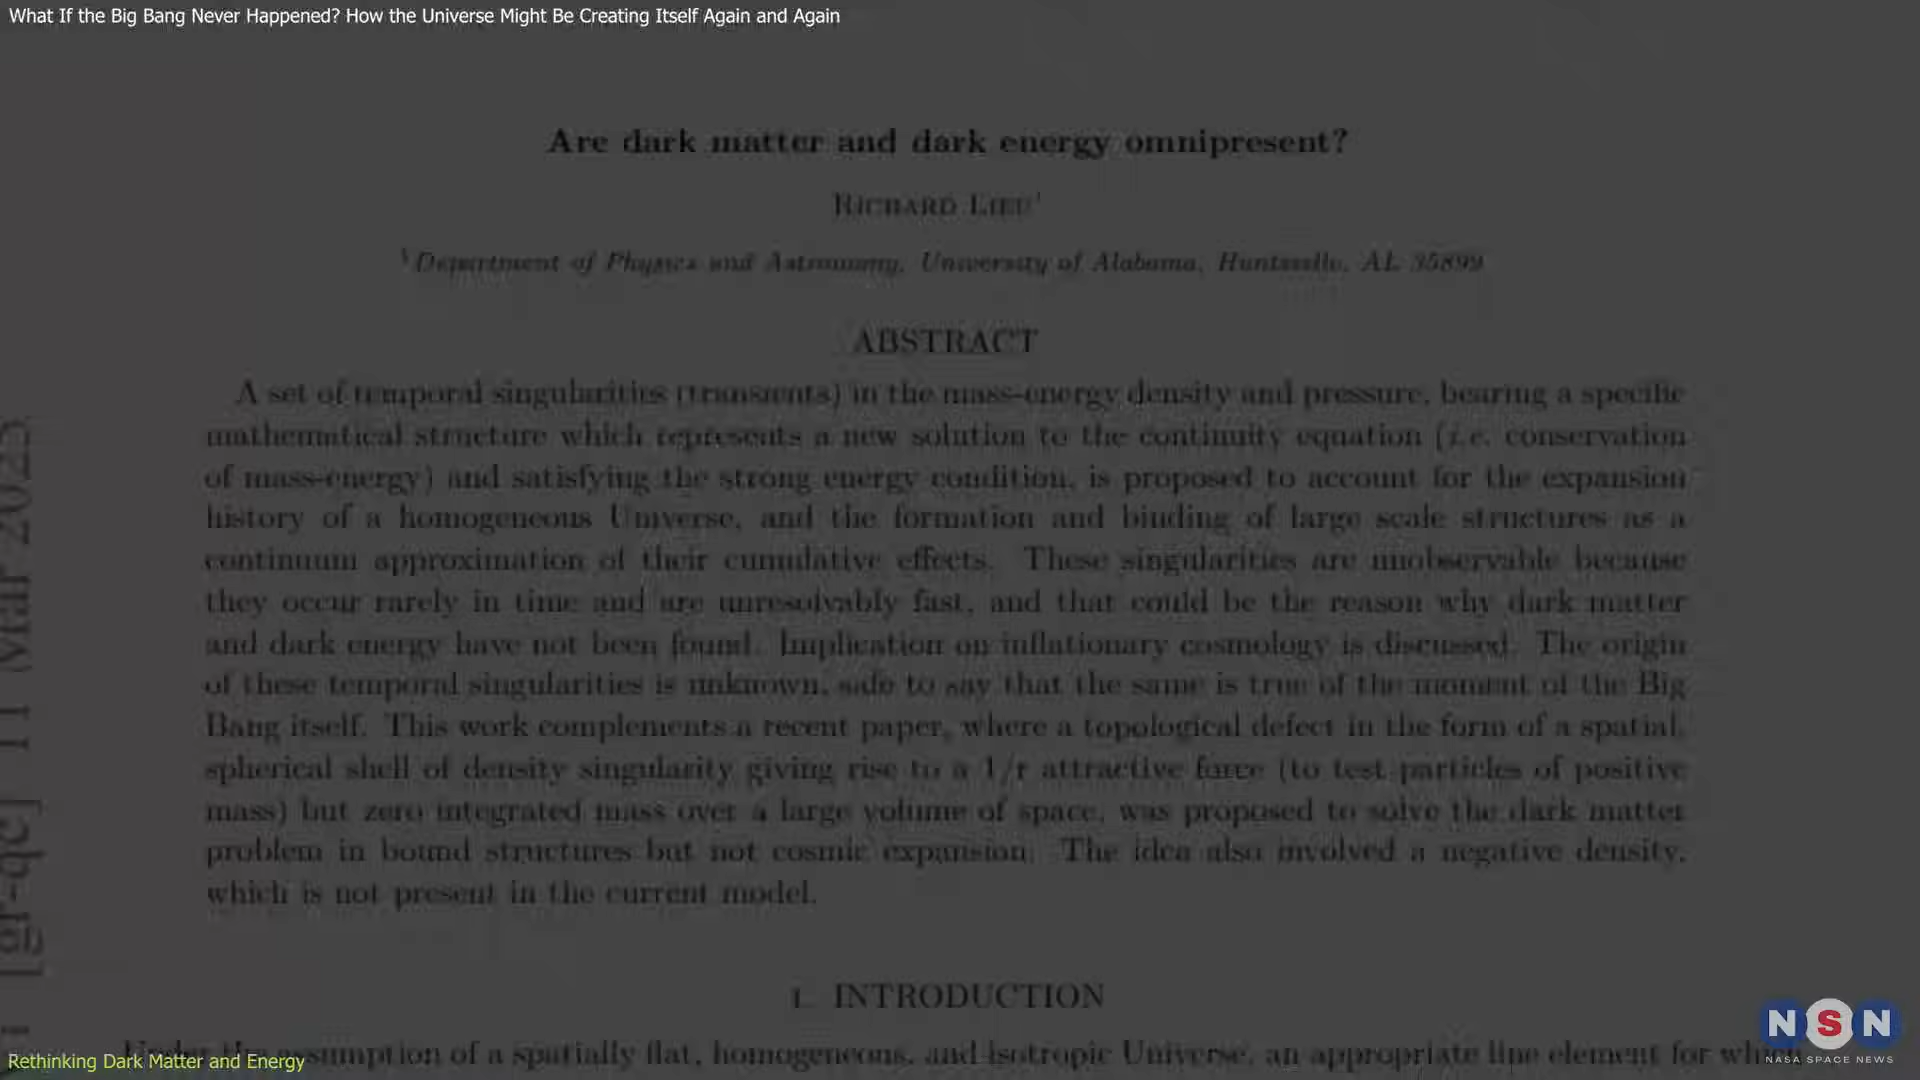 What If the Big Bang Never Happened? How the Universe Might Be Creating Itself Again and Again
Are dark matter and dark energy omnipresent?
RICHARD LIEU¹
¹Department of Physics and Astronomy, University of Alabama, Huntsville, AL 35899
ABSTRACT
A set of temporal singularities (transients) in the mass-energy density and pressure, bearing a specific
mathematical structure which represents a new solution to the continuity equation (i.e. conservation
of mass-energy) and satisfying the strong energy condition, is proposed to account for the expansion
history of a homogeneous Universe, and the formation and binding of large scale structures as a
continuum approximation of their cumulative effects. These singularities are unobservable because
they occur rarely in time and are unresolvably fast, and that could be the reason why dark matter
and dark energy have not been found. Implication on inflationary cosmology is discussed. The origin
of these temporal singularities is unknown, safe to say that the same is true of the moment of the Big
Bang itself. This work complements a recent paper, where a topological defect in the form of a spatial,
spherical shell of density singularity giving rise to a 1/r attractive force (to test particles of positive
mass) but zero integrated mass over a large volume of space, was proposed to solve the dark matter
problem in bound structures but not cosmic expansion. The idea also involved a negative density,
which is not present in the current model.
1. INTRODUCTION
Under the assumption of a spatially flat, homogeneous, and isotropic Universe, an appropriate line element for which
[gr-qc] 11 Mar 2025
Rethinking Dark Matter and Energy
NSN
NASA SPACE NEWS